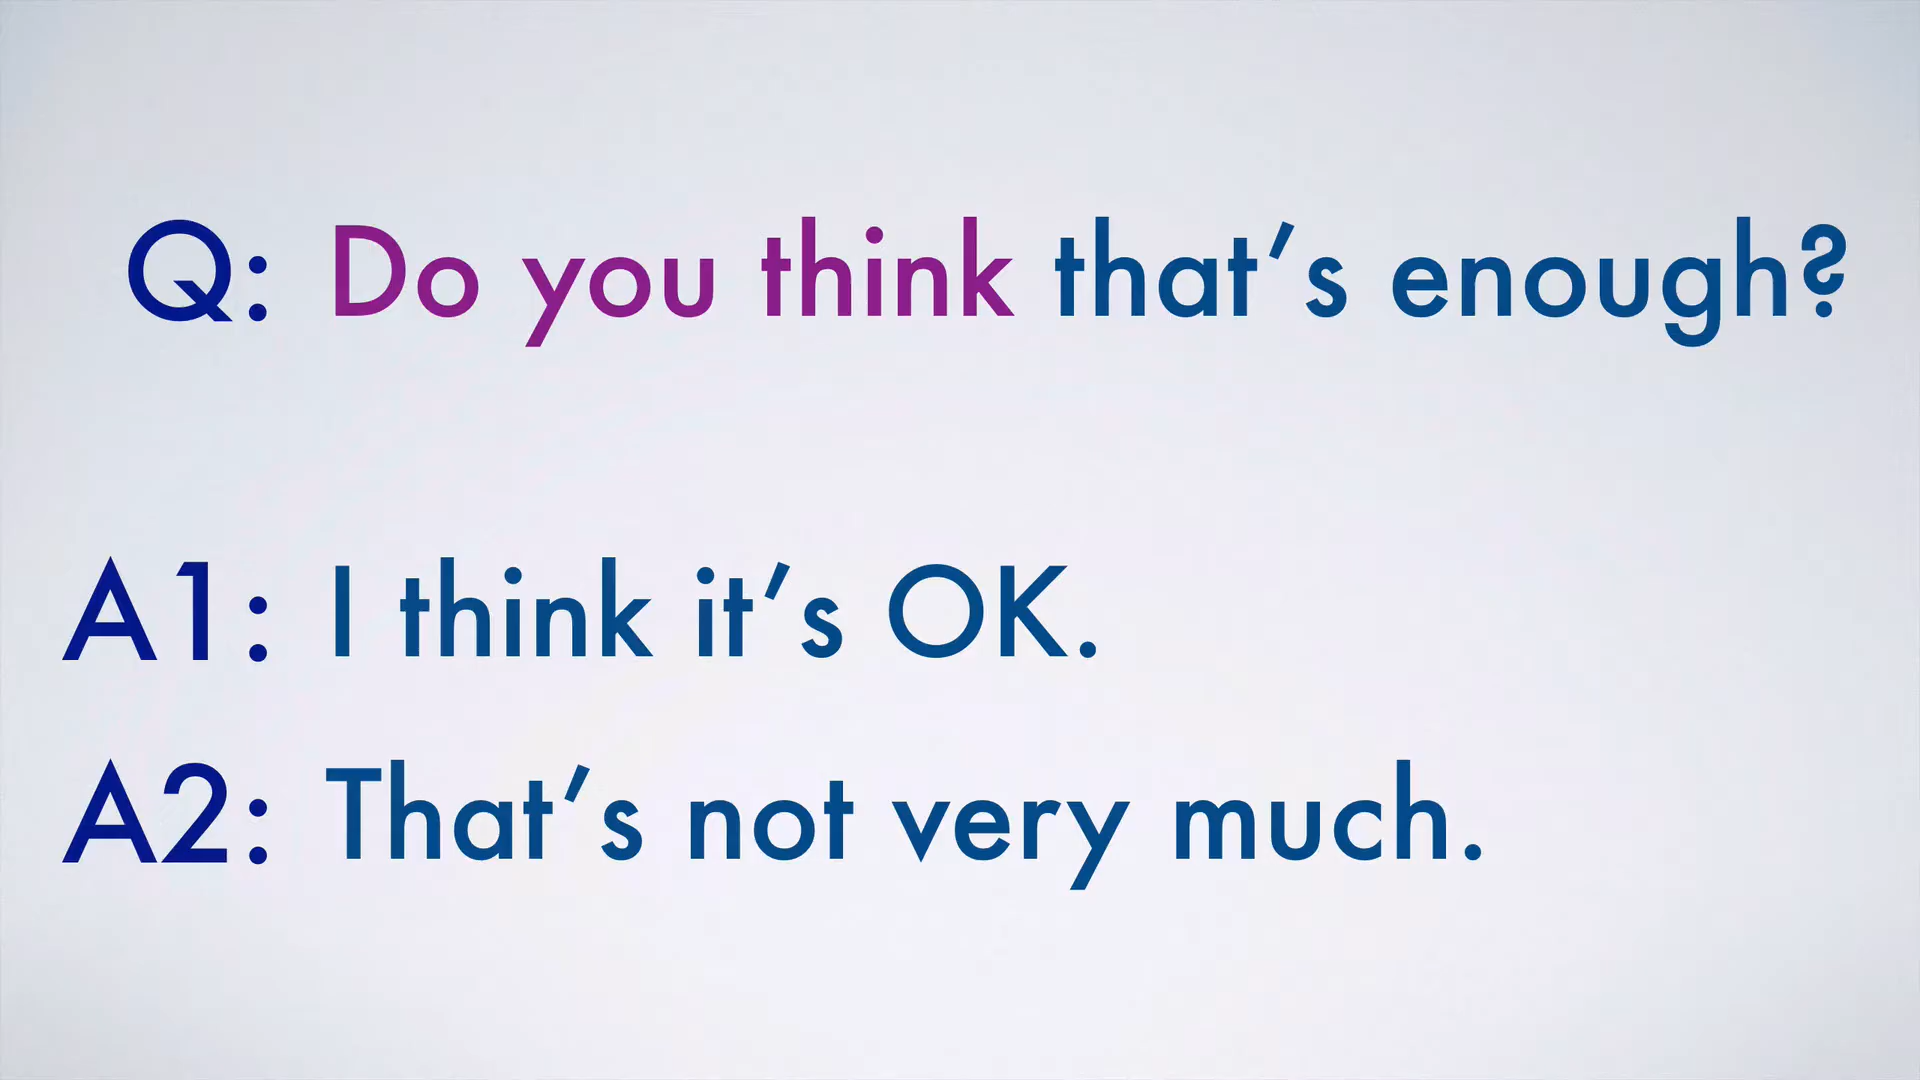 Q: Do you think that’s enough?
A1: I think it’s OK.
A2: That’s not very much.